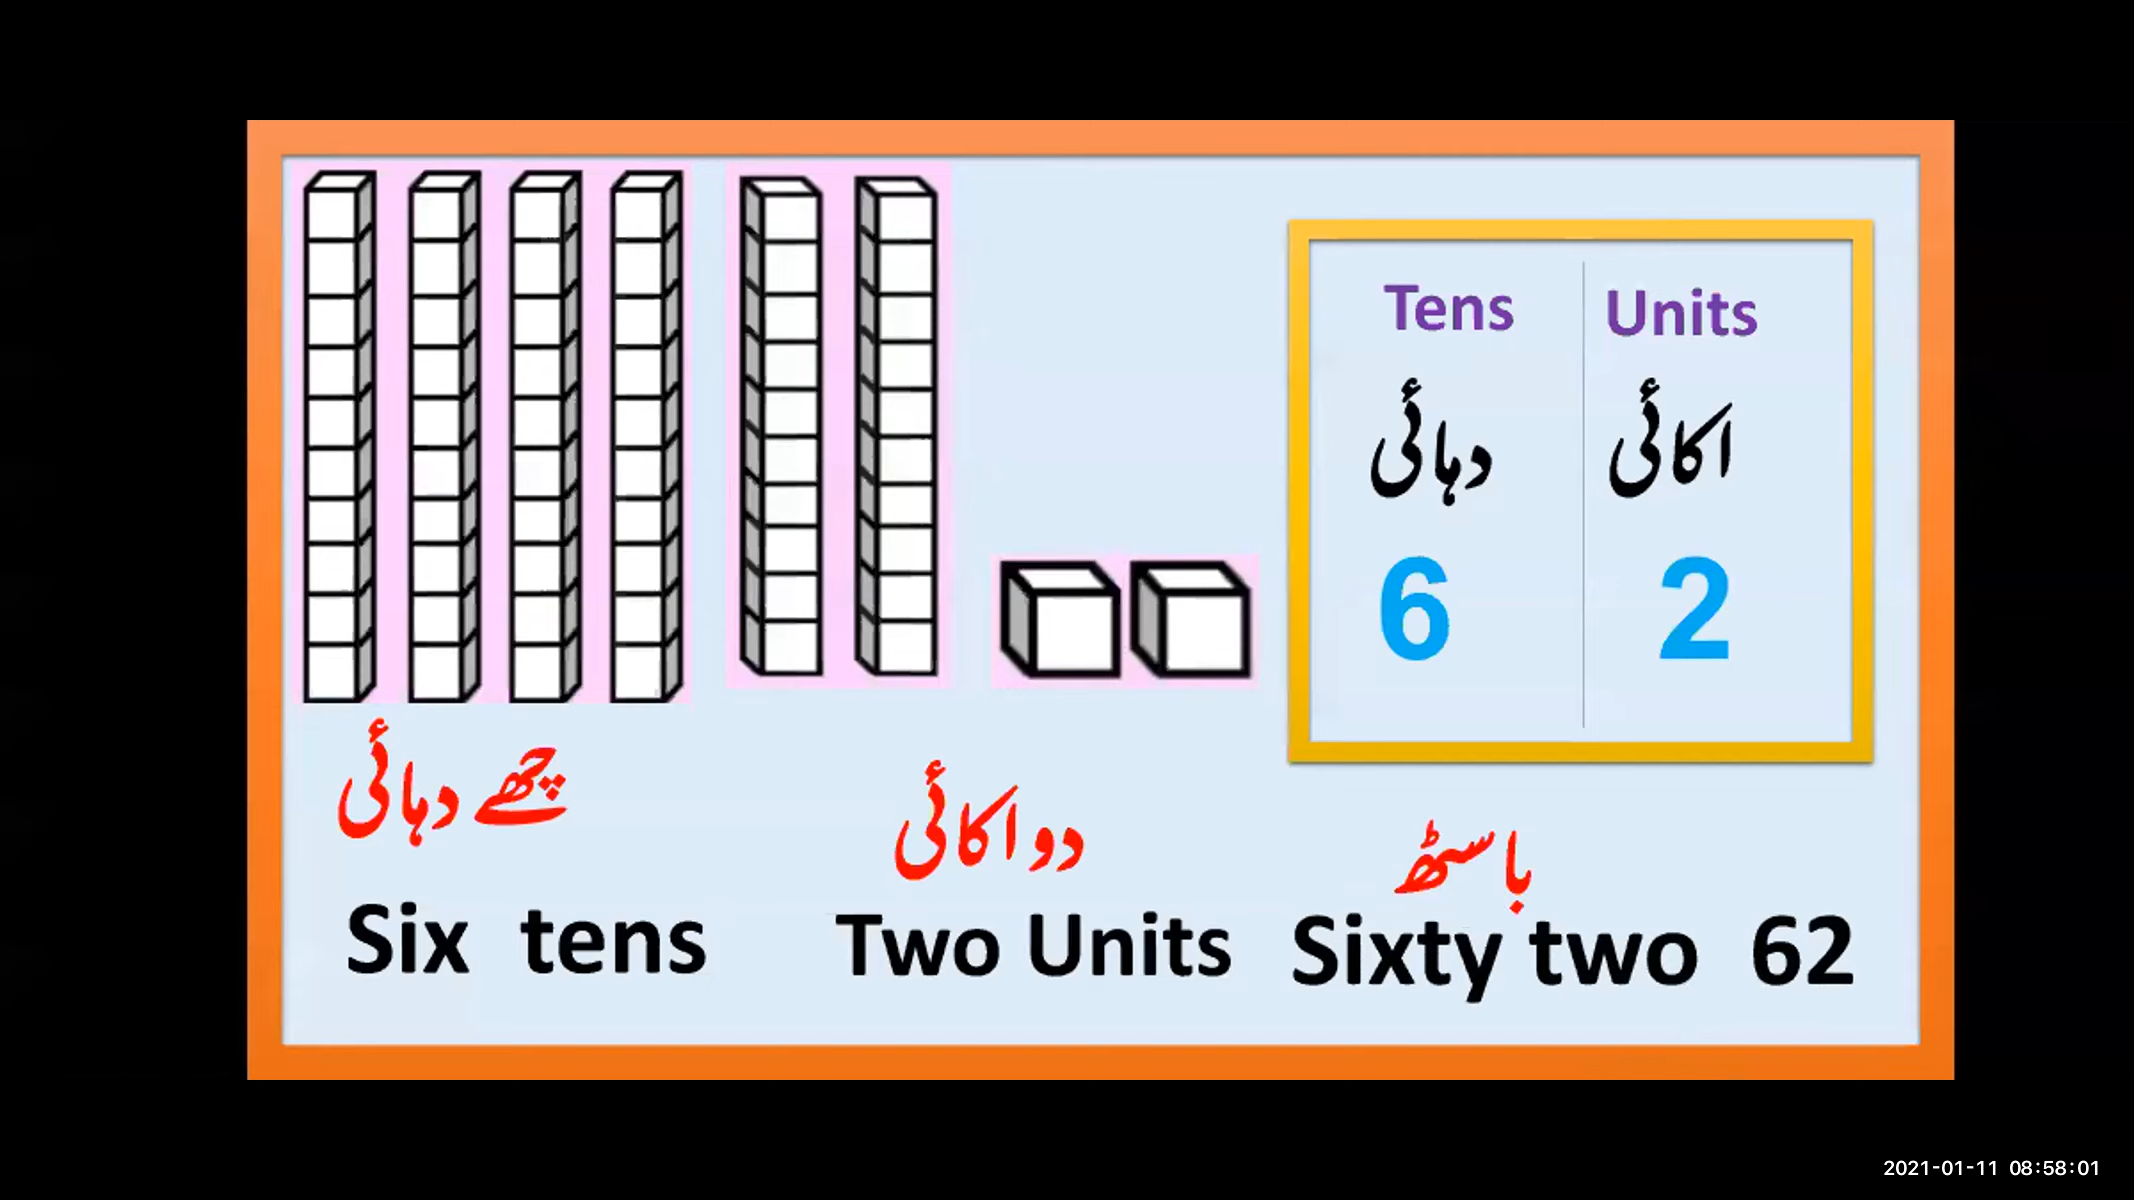 Tens Units
دہائی اکائی
6 2
چھے دہائی
دو اکائی
باسٹھ
Six tens
Two Units
Sixty two 62
2021-01-11 08:58:01